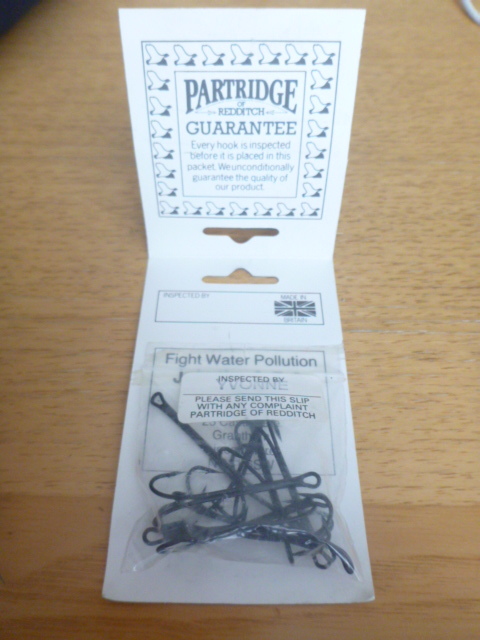 PARTRIDGE
OF
REDDITCH
GUARANTEE
Every hook is inspected
before it is placed in this
packet. We unconditionally
guarantee the quality of
our product.
INSPECTED BY
MADE IN
BRITAIN
Fight Water Pollution
J
INSPECTED BY
YVONNE
PLEASE SEND THIS SLIP
WITH ANY COMPLAINT
PARTRIDGE OF REDDITCH